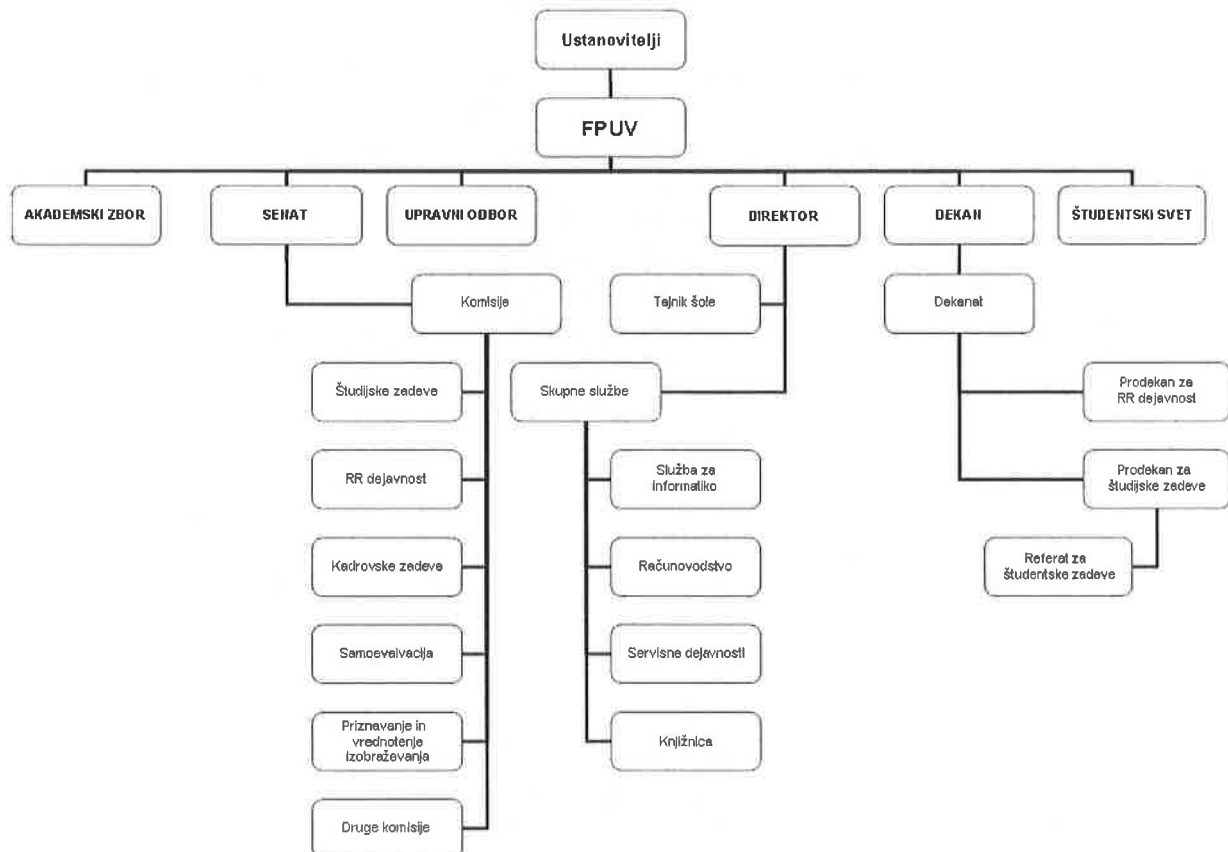 Ustanovitelji
FPUV
AKADEMSKI ZBOR
SENAT
UPRAVNI ODBOR
DIREKTOR
DEKAN
ŠTUDENTSKI SVET
Komisije
Tajnik šole
Dekanat
Študijske zadeve
Skupne službe
Prodekan za
RR dejavnost
RR dejavnost
Služba za
informatiko
Prodekan za
študijske zadeve
Kadrovske zadeve
Računovodstvo
Referat za
študentske zadeve
Samoevalvacija
Servisne dejavnosti
Priznavanje in
vrednotenje
izobraževanja
Knjižnica
Druge komisije